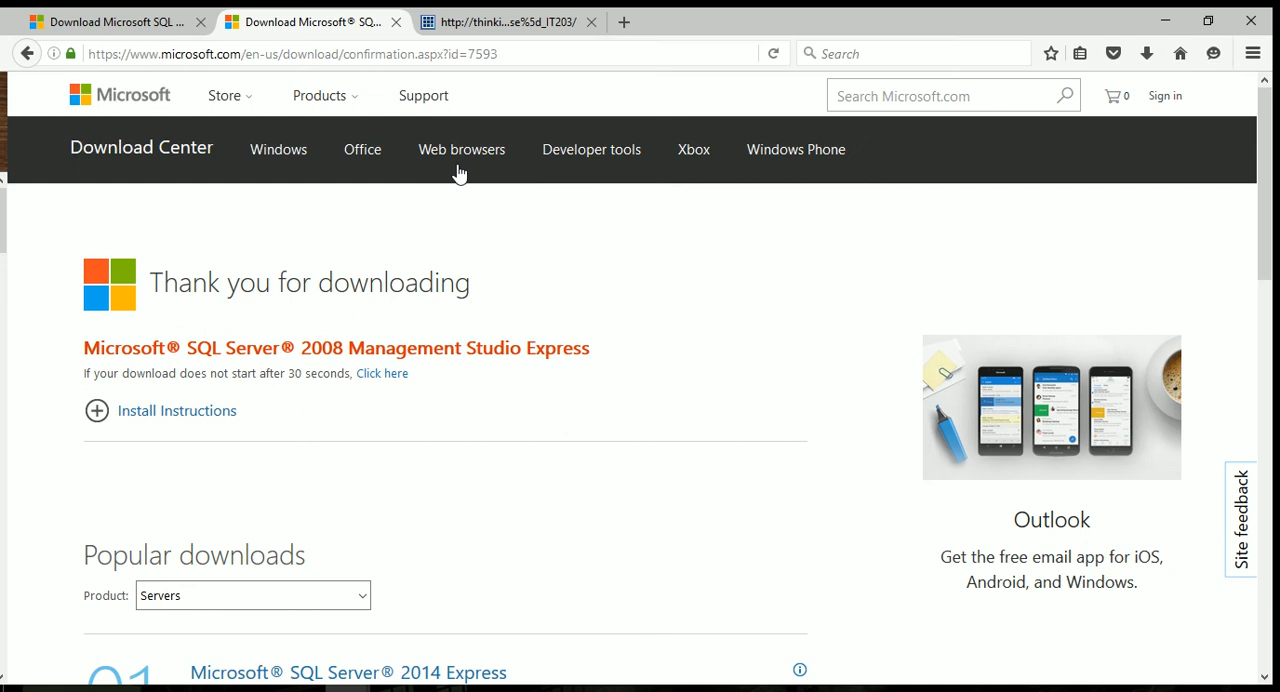 Download Microsoft SQL ...
Download Microsoft® SQ...
http://thinki...se%5d_IT203/
https://www.microsoft.com/en-us/download/confirmation.aspx?id=7593
Search
Microsoft
Store
Products
Support
Search Microsoft.com
0
Sign in
Download Center
Windows
Office
Web browsers
Developer tools
Xbox
Windows Phone
Thank you for downloading
Microsoft® SQL Server® 2008 Management Studio Express
If your download does not start after 30 seconds, Click here
Install Instructions
Outlook
Get the free email app for iOS,
Android, and Windows.
Site feedback
Popular downloads
Product:
Servers
01
Microsoft® SQL Server® 2014 Express